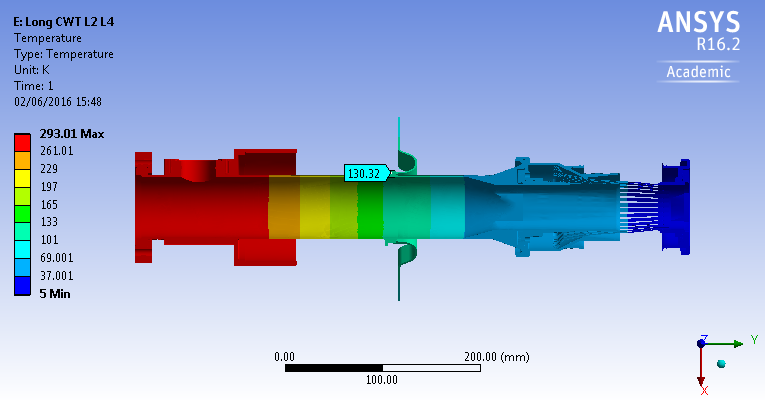 E: Long CWT L2 L4
Temperature
Type: Temperature
Unit: K
Time: 1
02/06/2016 15:48
293.01 Max
261.01
229
197
165
133
101
69.001
37.001
5 Min
ANSYS
R16.2
Academic
130.32
0.00
200.00 (mm)
100.00
Z
Y
X